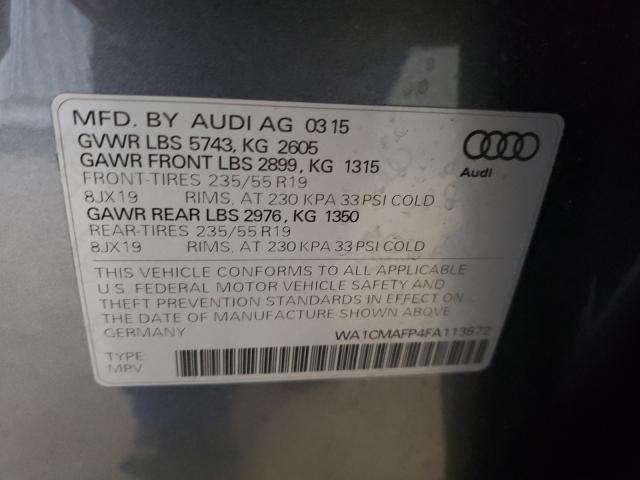 MFD. BY AUDI AG 03 15
GVWR LBS 5743, KG 2605
GAWR FRONT LBS 2899, KG 1315
FRONT-TIRES 235/55 R19
8JX19 RIMS, AT 230 KPA 33 PSI COLD
GAWR REAR LBS 2976, KG 1350
REAR-TIRES 235/55 R19
8JX19 RIMS, AT 230 KPA 33 PSI COLD
Audi
THIS VEHICLE CONFORMS TO ALL APPLICABLE
U.S. FEDERAL MOTOR VEHICLE SAFETY AND
THEFT PREVENTION STANDARDS IN EFFECT ON
THE DATE OF MANUFACTURE SHOWN ABOVE.
GERMANY WA1CMAFP4FA113672
TYPE
MPV